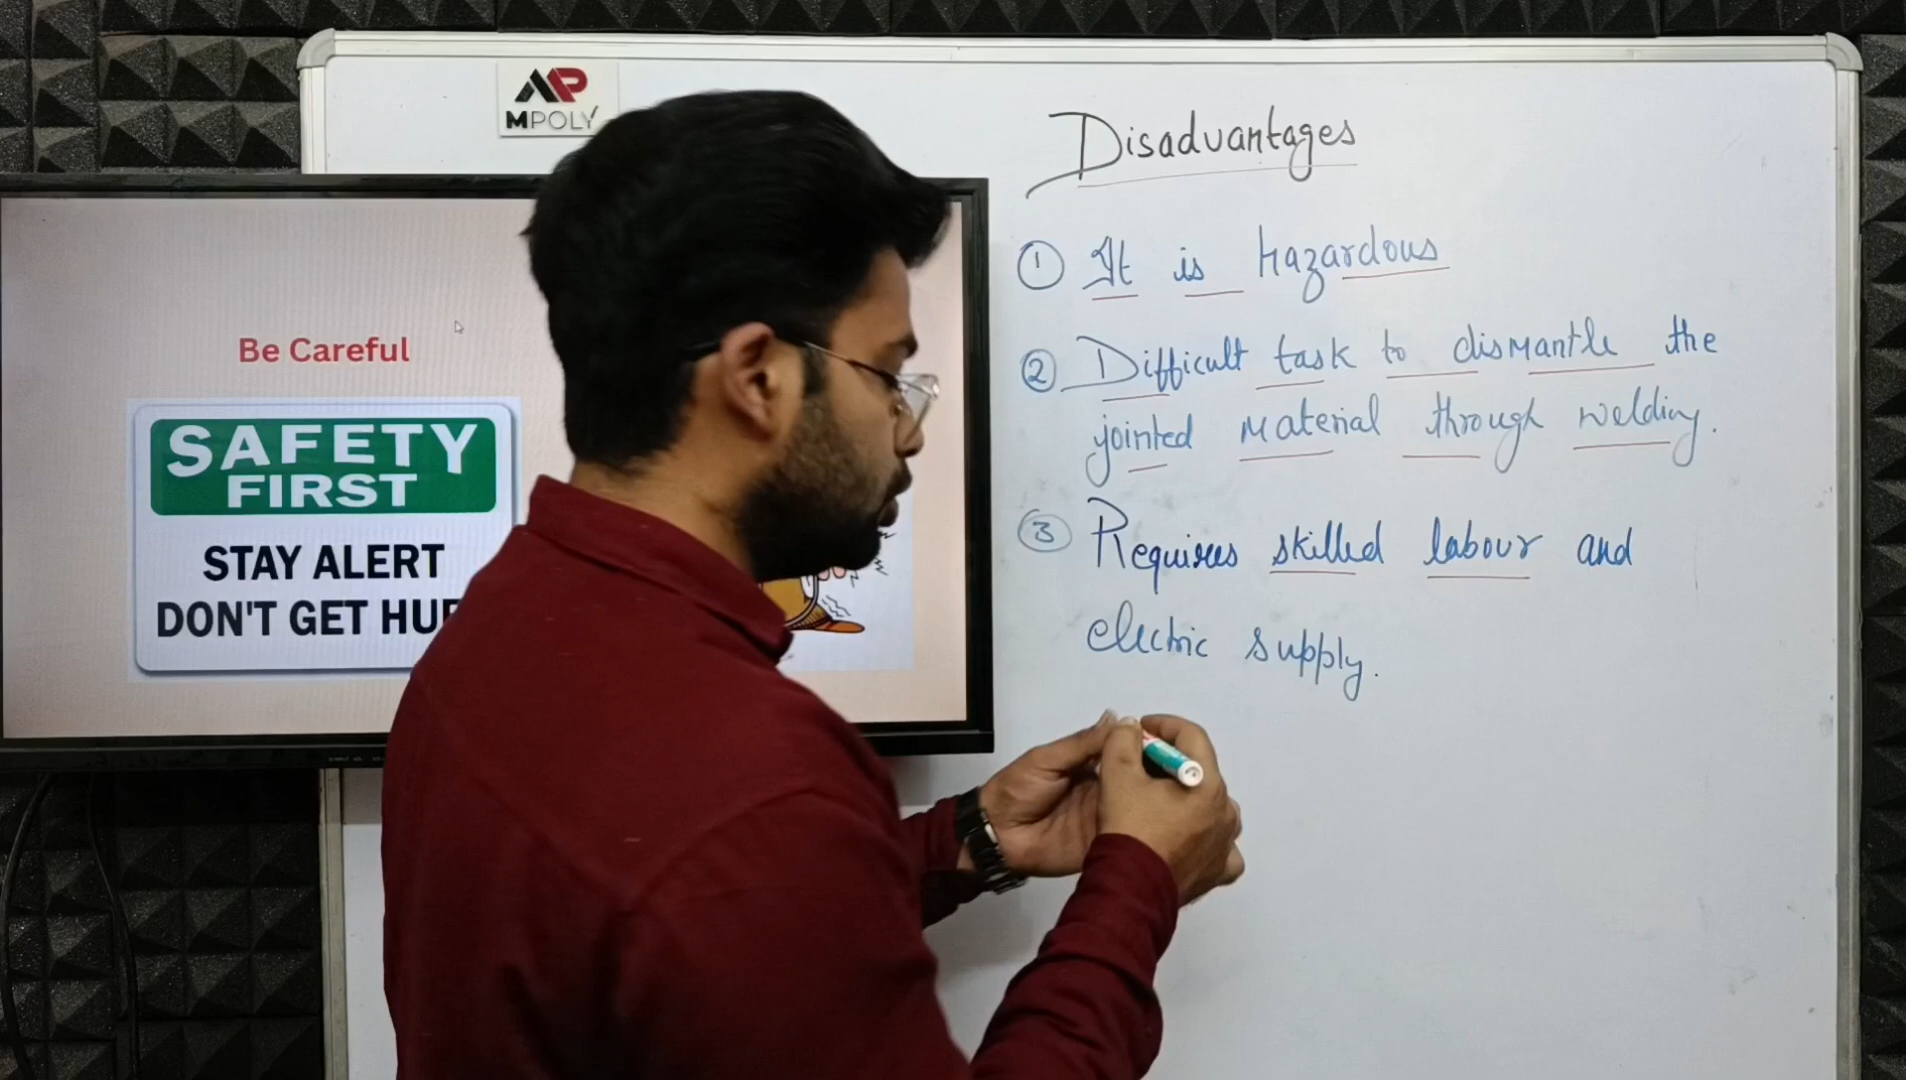 MPOLY
Disadvantages
① It is hazardous
② Difficult task to dismantle the
jointed material through welding.
③ Requires skilled labour and
electric supply.
Be Careful
SAFETY
FIRST
STAY ALERT
DON'T GET